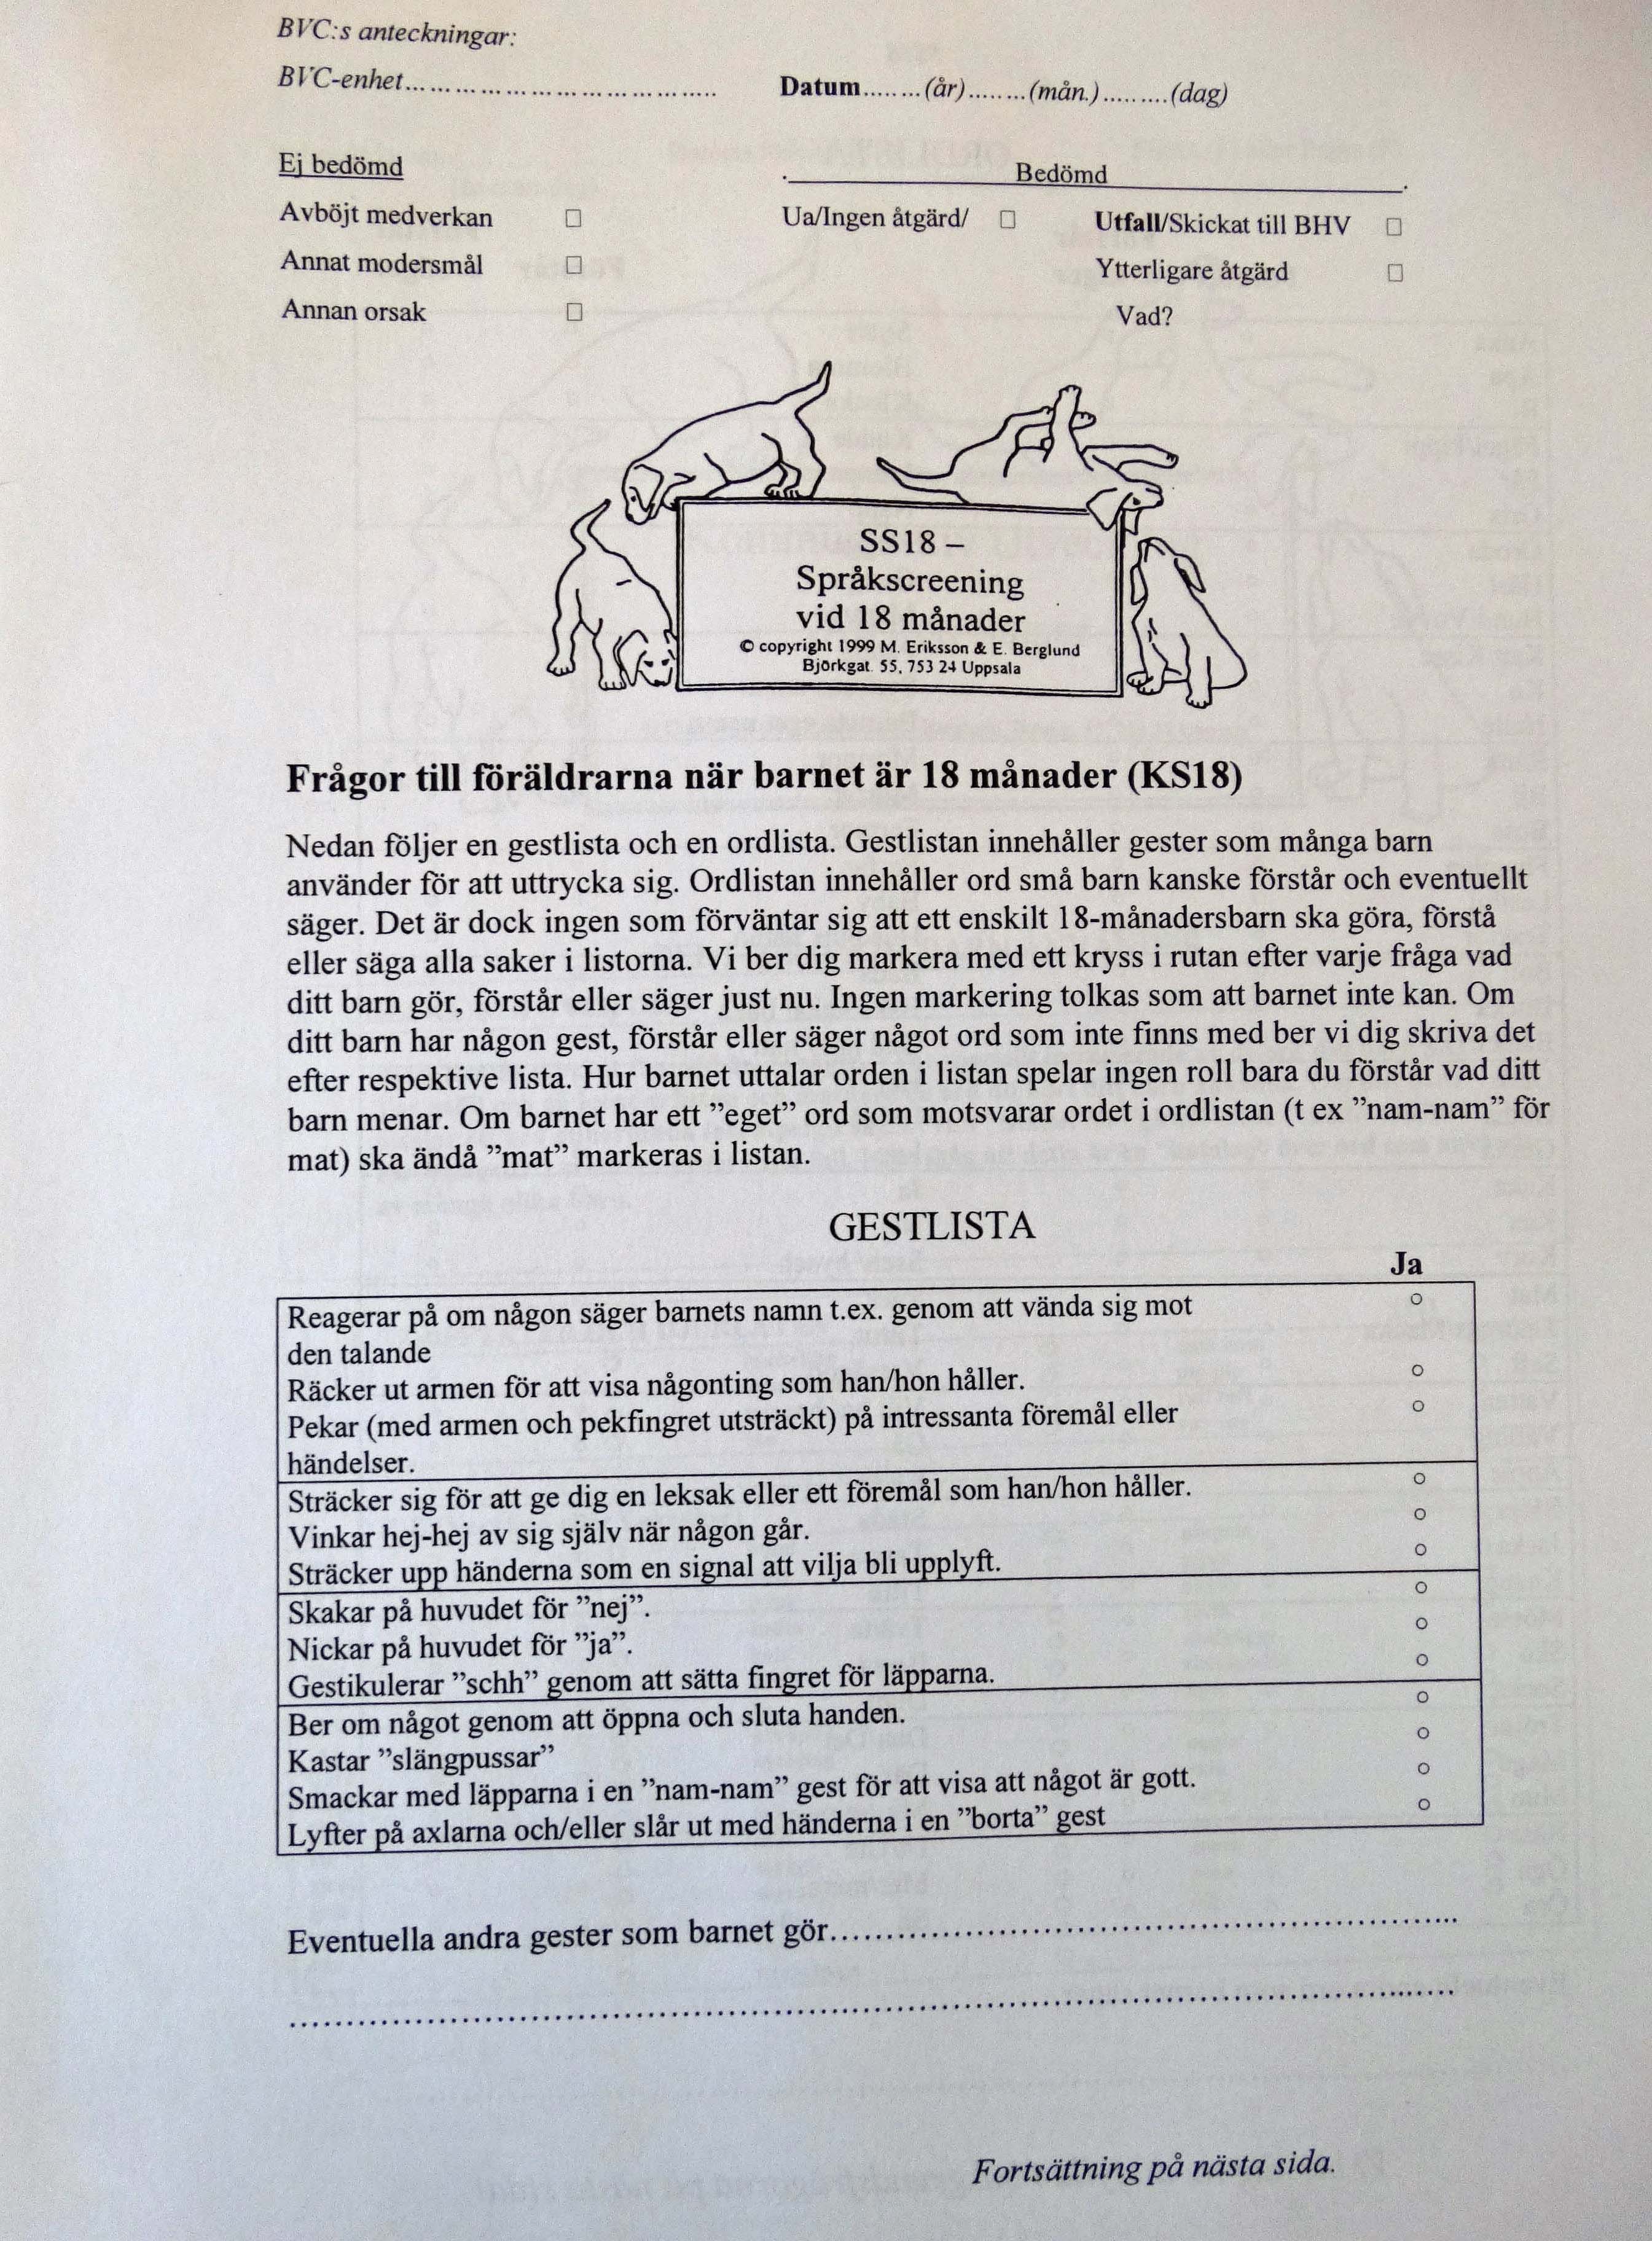 BVC:s anteckningar:
BVC-enhet........................................ Datum........(år)........(mån.).........(dag)
Ej bedömd Bedömd
Avböjt medverkan □ Ua/Ingen åtgärd/ □ Utfall/Skickat till BHV □
Annat modersmål □ Ytterligare åtgärd □
Annan orsak □ Vad?
SS18 –
Språkscreening
vid 18 månader
© copyright 1999 M. Eriksson & E. Berglund
Björkgat. 55, 753 24 Uppsala
Frågor till föräldrarna när barnet är 18 månader (KS18)
Nedan följer en gestlista och en ordlista. Gestlistan innehåller gester som många barn
använder för att uttrycka sig. Ordlistan innehåller ord små barn kanske förstår och eventuellt
säger. Det är dock ingen som förväntar sig att ett enskilt 18-månadersbarn ska göra, förstå
eller säga alla saker i listorna. Vi ber dig markera med ett kryss i rutan efter varje fråga vad
ditt barn gör, förstår eller säger just nu. Ingen markering tolkas som att barnet inte kan. Om
ditt barn har någon gest, förstår eller säger något ord som inte finns med ber vi dig skriva det
efter respektive lista. Hur barnet uttalar orden i listan spelar ingen roll bara du förstår vad ditt
barn menar. Om barnet har ett ”eget” ord som motsvarar ordet i ordlistan (t ex ”nam-nam” för
mat) ska ändå ”mat” markeras i listan.
GESTLISTA
Ja
Reagerar på om någon säger barnets namn t.ex. genom att vända sig mot ○
den talande
Räcker ut armen för att visa någonting som han/hon håller. ○
Pekar (med armen och pekfingret utsträckt) på intressanta föremål eller ○
händelser.
Sträcker sig för att ge dig en leksak eller ett föremål som han/hon håller. ○
Vinkar hej-hej av sig själv när någon går. ○
Sträcker upp händerna som en signal att vilja bli upplyft. ○
Skakar på huvudet för ”nej”. ○
Nickar på huvudet för ”ja”. ○
Gestikulerar ”schh” genom att sätta fingret för läpparna. ○
Ber om något genom att öppna och sluta handen. ○
Kastar ”slängpussar” ○
Smackar med läpparna i en ”nam-nam” gest för att visa att något är gott. ○
Lyfter på axlarna och/eller slår ut med händerna i en ”borta” gest ○
Eventuella andra gester som barnet gör................................................................
................................................................................................
Fortsättning på nästa sida.